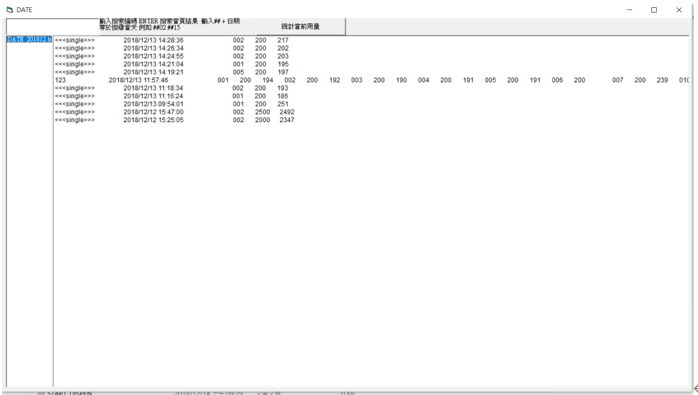 DATE
輸入搜索編碼 ENTER 搜索當頁結果 輸入## + 日期
等於搜尋當天 例如 ##02 ##15
統計當前用量
<<<single>>> 2018/12/13 14:28:36 002 200 217
<<<single>>> 2018/12/13 14:26:34 002 200 202
<<<single>>> 2018/12/13 14:24:55 002 200 203
<<<single>>> 2018/12/13 14:21:04 001 200 195
<<<single>>> 2018/12/13 14:19:21 005 200 197
123 2018/12/13 11:57:46 001 200 194 002 200 192 003 200 190 004 200 191 005 200 191 006 200 007 200 239 010
<<<single>>> 2018/12/13 11:18:34 002 200 193
<<<single>>> 2018/12/13 11:16:24 001 200 186
<<<single>>> 2018/12/13 09:54:01 001 200 251
<<<single>>> 2018/12/12 15:47:00 002 2500 2492
<<<single>>> 2018/12/12 15:25:05 002 2000 2347